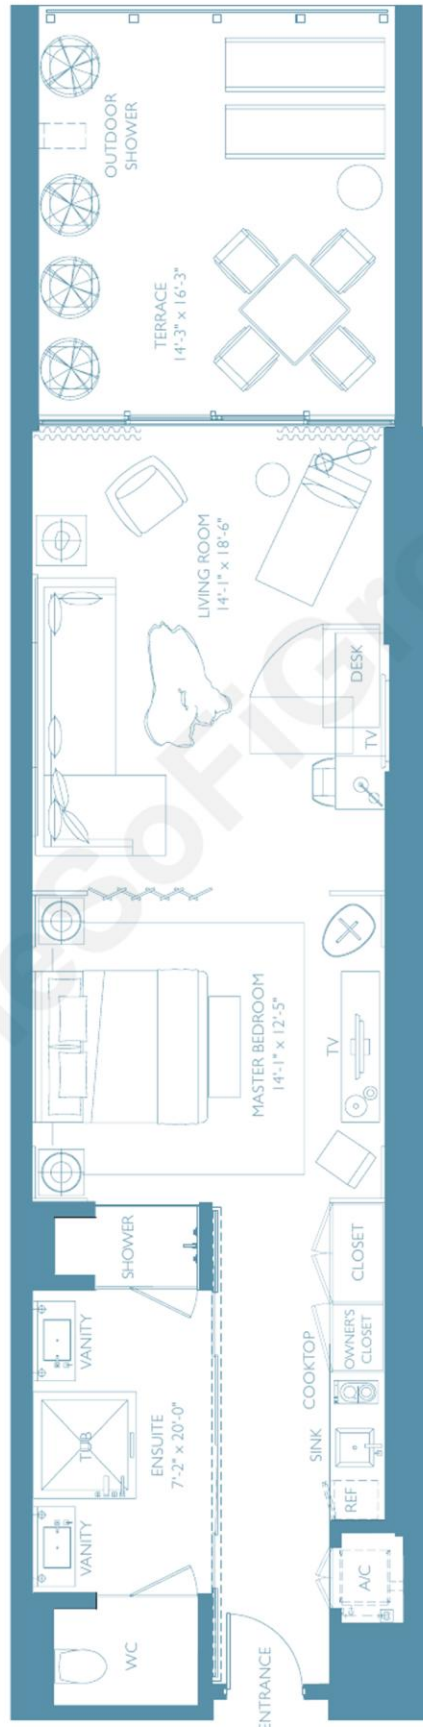 OUTDOOR
SHOWER
TERRACE
14'-3" x 16'-3"
LIVING ROOM
14'-1" x 18'-6"
DESK
TV
MASTER BEDROOM
14'-1" x 12'-5"
TV
SHOWER
CLOSET
OWNER'S
CLOSET
VANITY
COOKTOP
SINK
TUB
ENSUITE
7'-2" x 20'-0"
REF
VANITY
A/C
WC
ENTRANCE
eSoFiGro